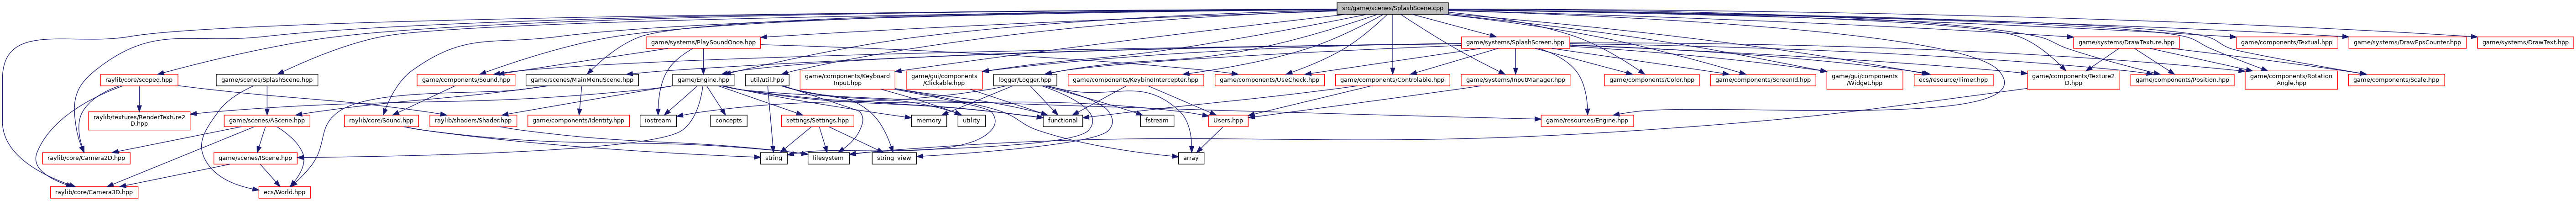 src/game/scenes/SplashScene.cpp
game/systems/PlaySoundOnce.hpp
game/systems/SplashScreen.hpp
game/systems/DrawTexture.hpp
game/components/Textual.hpp
game/systems/DrawFpsCounter.hpp
game/systems/DrawText.hpp
raylib/core/scoped.hpp
game/scenes/SplashScene.hpp
game/components/Sound.hpp
game/scenes/MainMenuScene.hpp
game/Engine.hpp
util/util.hpp
game/components/Keyboard
Input.hpp
game/gui/components
/Clickable.hpp
logger/Logger.hpp
game/components/KeybindInterceptor.hpp
game/components/UseCheck.hpp
game/components/Controlable.hpp
game/systems/InputManager.hpp
game/components/Color.hpp
game/components/ScreenId.hpp
game/gui/components
/Widget.hpp
ecs/resource/Timer.hpp
game/components/Texture2
D.hpp
game/components/Position.hpp
game/components/Rotation
Angle.hpp
game/components/Scale.hpp
raylib/textures/RenderTexture2
D.hpp
game/scenes/AScene.hpp
raylib/core/Sound.hpp
raylib/shaders/Shader.hpp
game/components/Identity.hpp
iostream
concepts
settings/Settings.hpp
memory
utility
functional
fstream
Users.hpp
game/resources/Engine.hpp
raylib/core/Camera2D.hpp
game/scenes/IScene.hpp
string
filesystem
string_view
array
raylib/core/Camera3D.hpp
ecs/World.hpp